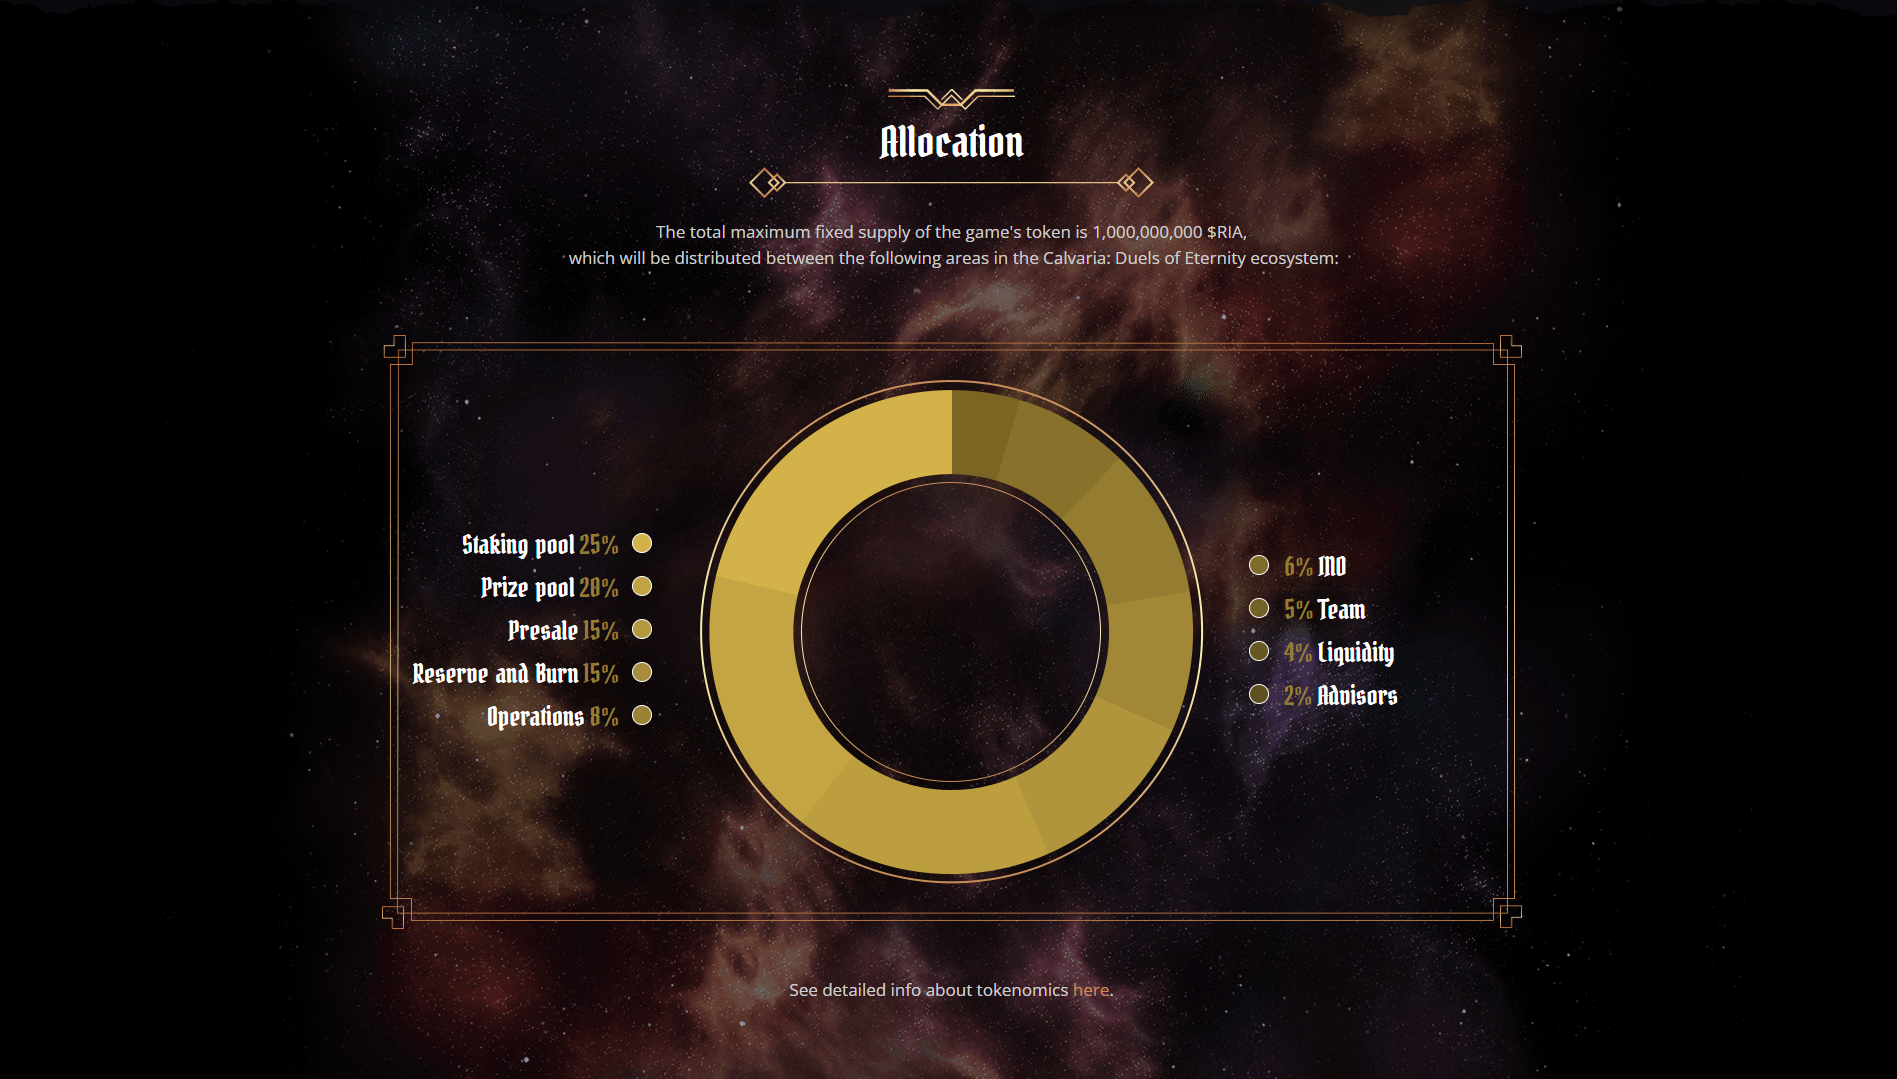 Allocation
The total maximum fixed supply of the game's token is 1,000,000,000 $RIA,
which will be distributed between the following areas in the Calvaria: Duels of Eternity ecosystem:
Staking pool 25%
Prize pool 20%
Presale 15%
Reserve and Burn 15%
Operations 8%
6% INO
5% Team
4% Liquidity
2% Advisors
See detailed info about tokenomics here.